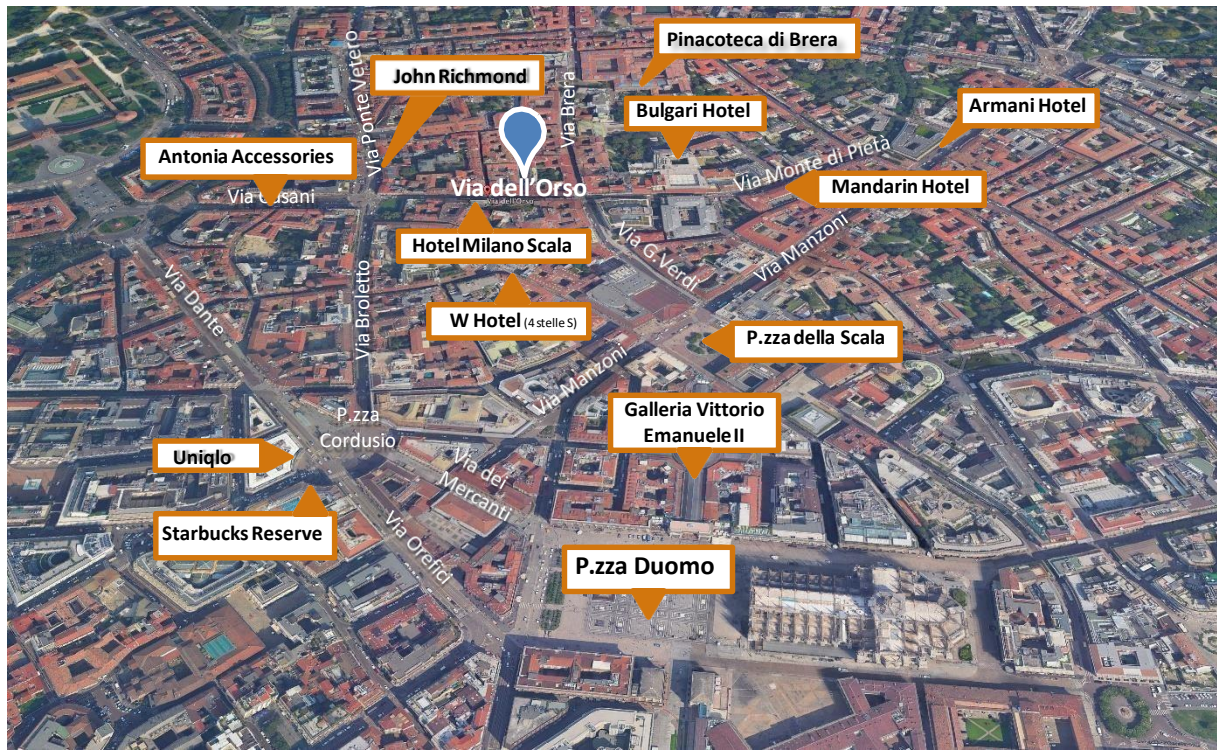 Pinacoteca di Brera
John Richmond
Via Ponte Vetero
Via Brera
Bulgari Hotel
Armani Hotel
Antonia Accessories
Via Monte di Pietà
Mandarin Hotel
Via Cusani
Via dell'Orso
Via dell'Orso
Hotel Milano Scala
Via G.Verdi
Via Manzoni
Via Dante
Via Broletto
W Hotel (4 stelle S)
P.zza della Scala
Via Manzoni
Galleria Vittorio
Emanuele II
P.zza
Cordusio
Uniqlo
Via dei
Mercanti
Starbucks Reserve
Via Orefici
P.zza Duomo